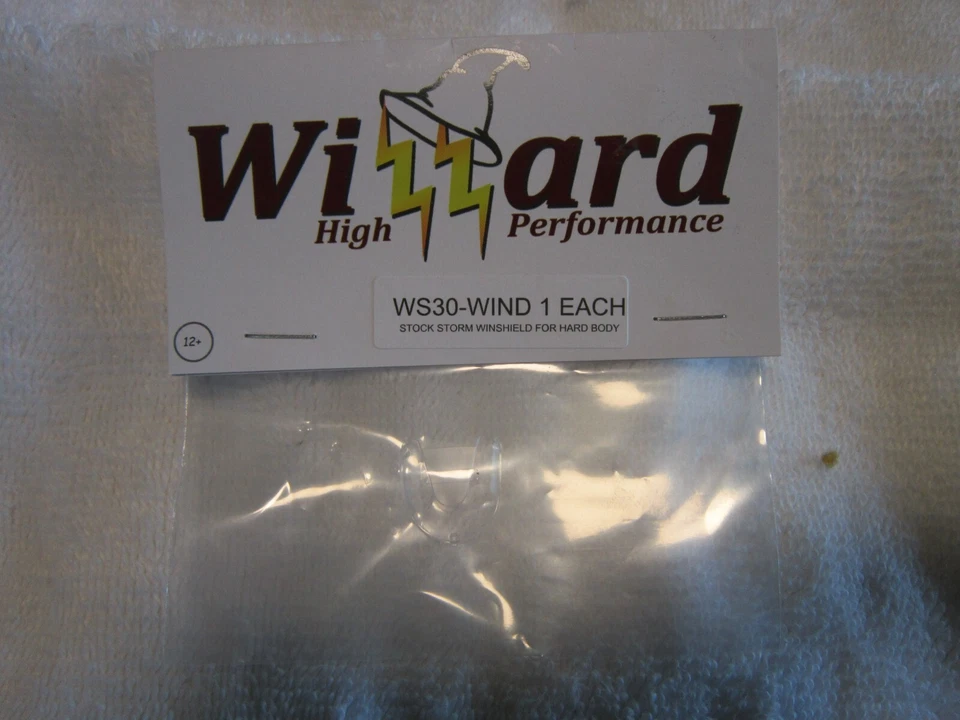 Wizzard
High Performance
WS30-WIND 1 EACH
STOCK STORM WINSHIELD FOR HARD BODY
12+